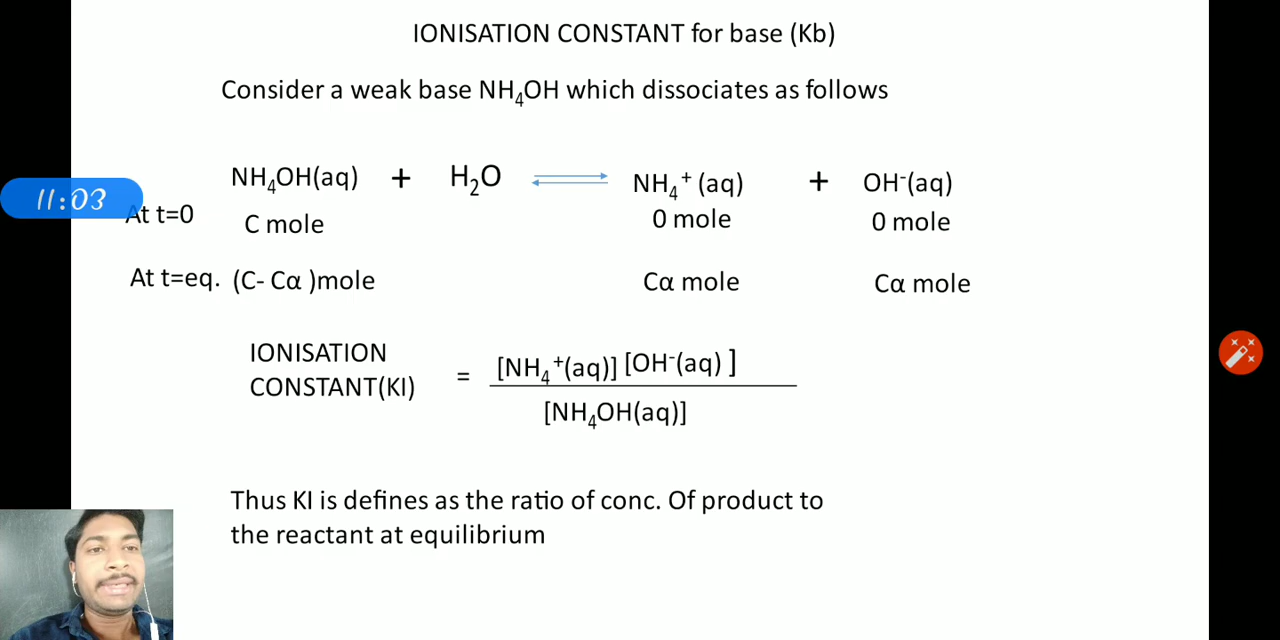 IONISATION CONSTANT for base (Kb)
Consider a weak base NH₄OH which dissociates as follows
NH₄OH(aq) + H₂O ⇌ NH₄⁺ (aq) + OH⁻(aq)
11:03
At t=0 C mole 0 mole 0 mole
At t=eq. (C- Cα )mole Cα mole Cα mole
IONISATION
CONSTANT(KI) = [NH₄⁺(aq)] [OH⁻(aq) ]
[NH₄OH(aq)]
Thus KI is defines as the ratio of conc. Of product to
the reactant at equilibrium